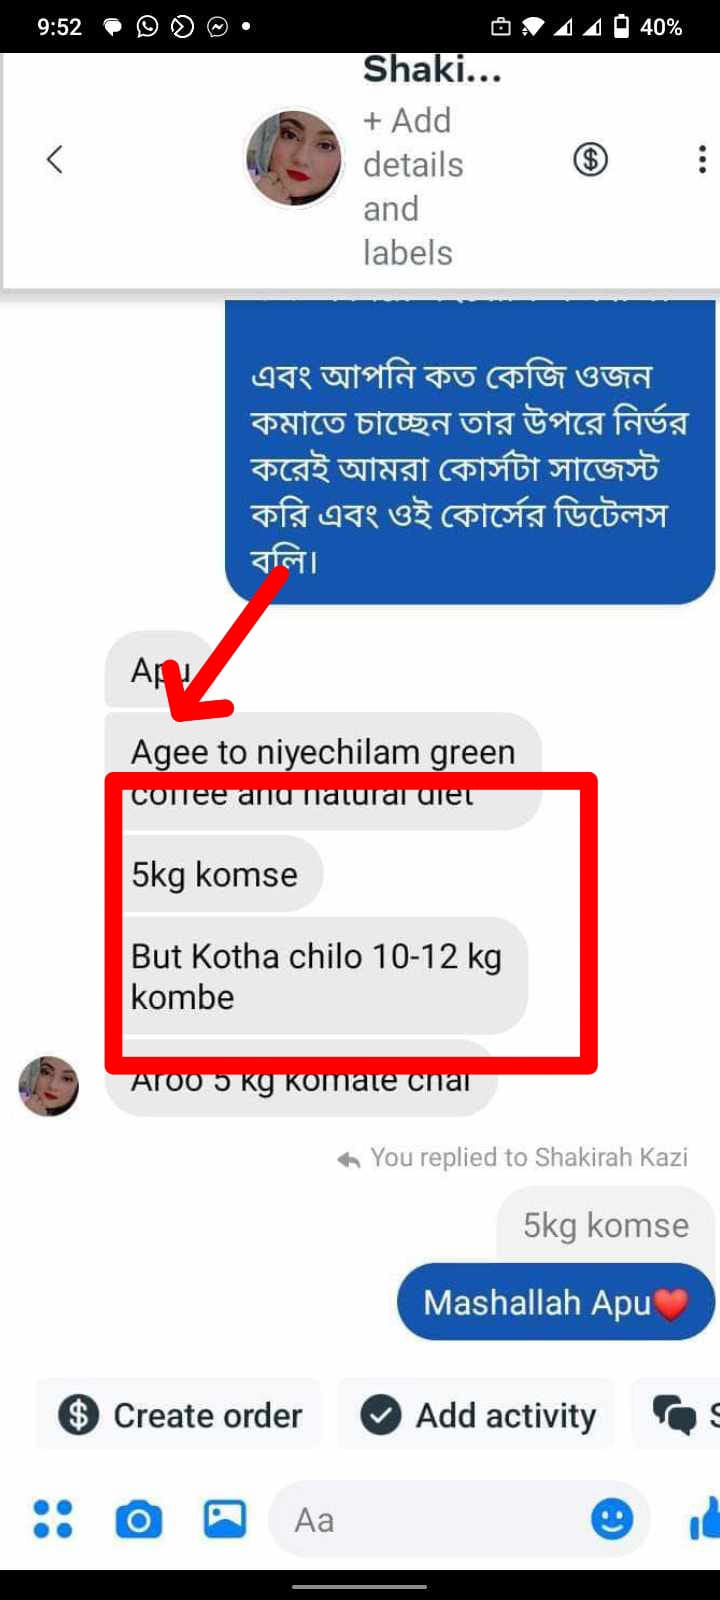 9:52
40%
Shaki...
+ Add
details
and
labels
এবং আপনি কত কেজি ওজন
কমাতে চাচ্ছেন তার উপরে নির্ভর
করেই আমরা কোর্সটা সাজেস্ট
করি এবং ওই কোর্সের ডিটেলস
বলি।
Apu
Agee to niyechilam green
coffee and natural diet
5kg komse
But Kotha chilo 10-12 kg
kombe
Aroo 5 kg komate chai
You replied to Shakirah Kazi
5kg komse
Mashallah Apu❤️
Create order
Add activity
S
Aa